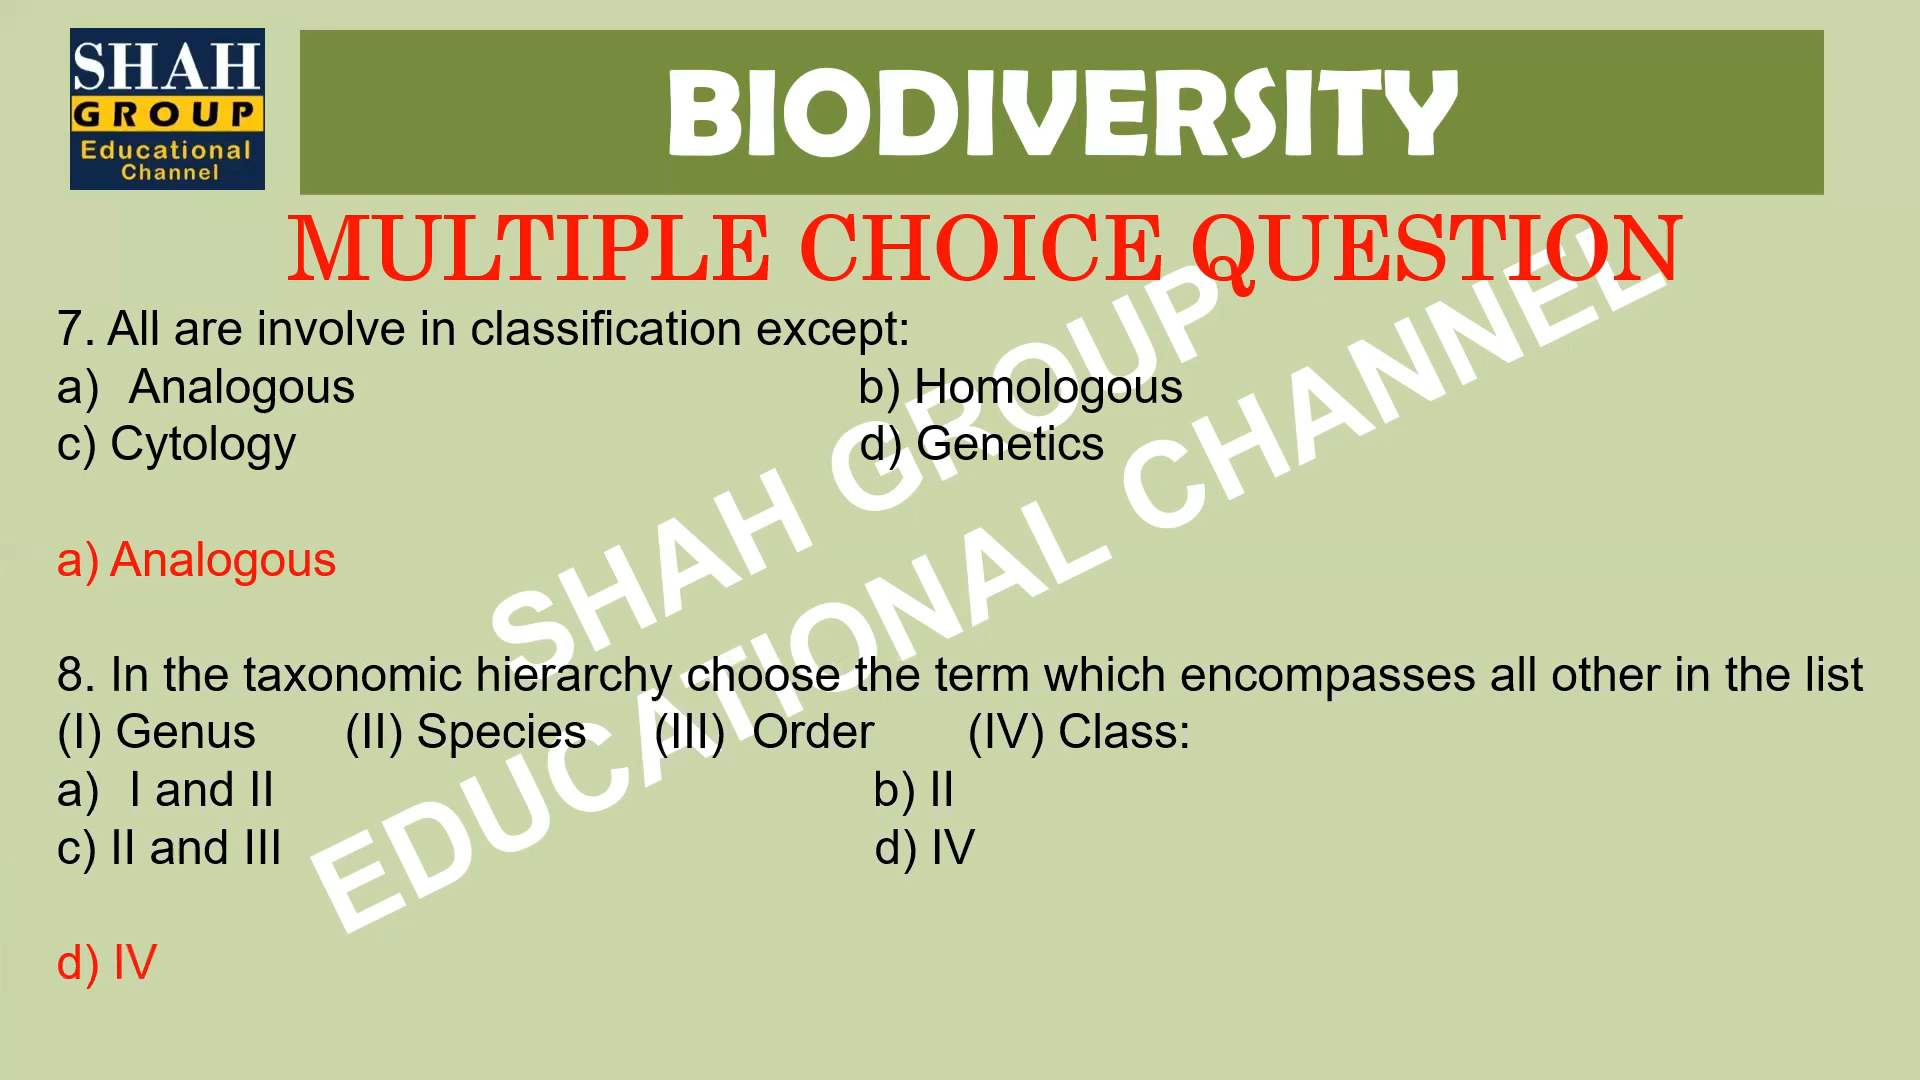 SHAH
GROUP
Educational
Channel
BIODIVERSITY
MULTIPLE CHOICE QUESTION
7. All are involve in classification except:
a) Analogous b) Homologous
c) Cytology d) Genetics
a) Analogous
8. In the taxonomic hierarchy choose the term which encompasses all other in the list
(I) Genus (II) Species (III) Order (IV) Class:
a) I and II b) II
c) II and III d) IV
d) IV
SHAH GROUP
EDUCATIONAL CHANNEL